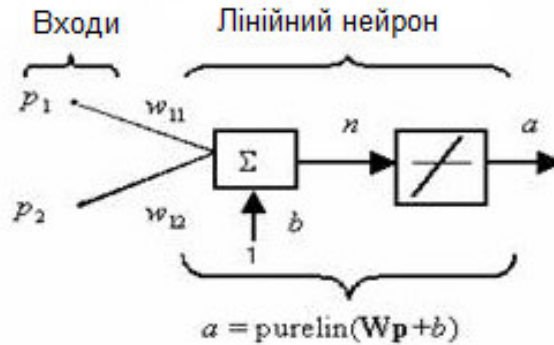 Входи Лінійний нейрон
p1 w11 n a
Σ
p2 w12 b
1
a = purelin(Wp+b)